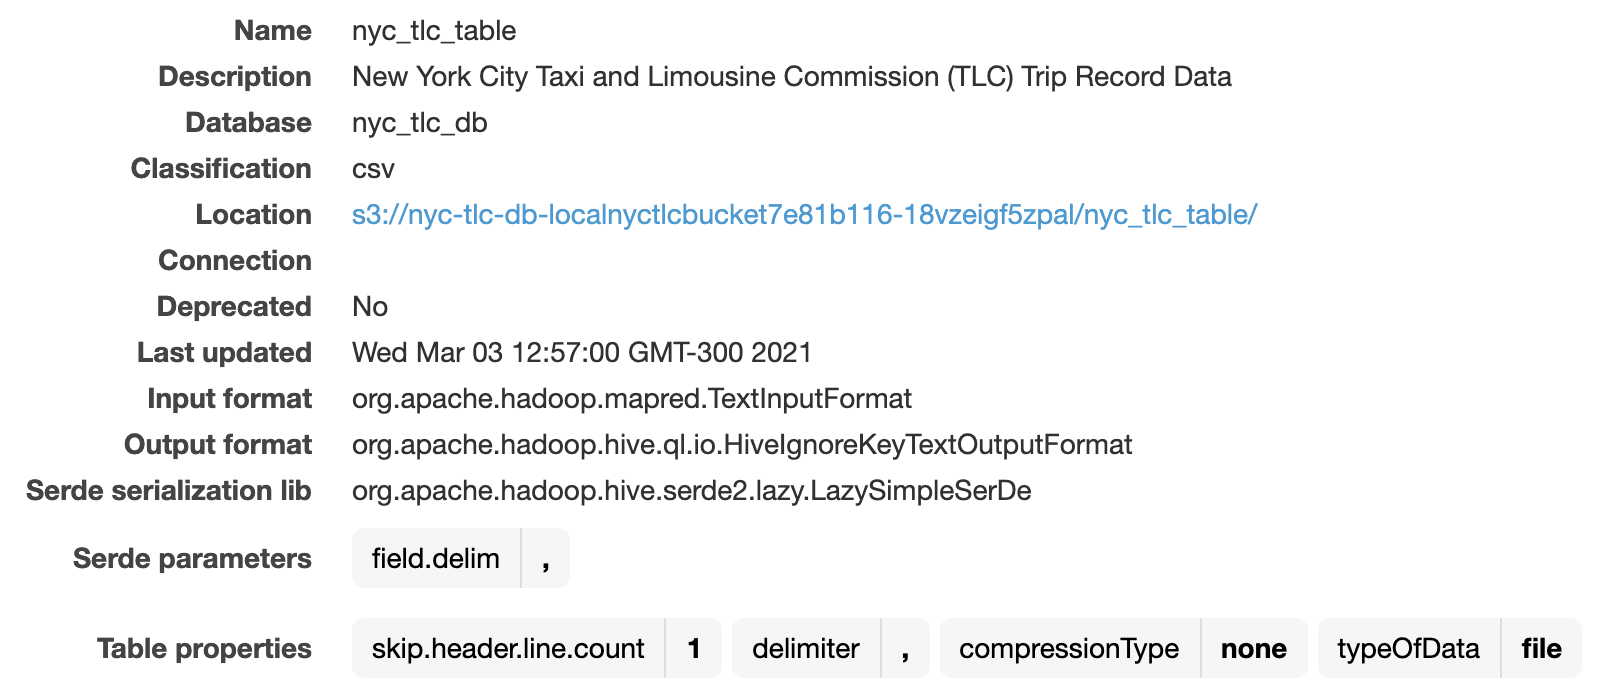 Name nyc_tlc_table
Description New York City Taxi and Limousine Commission (TLC) Trip Record Data
Database nyc_tlc_db
Classification csv
Location s3://nyc-tlc-db-localnyctlcbucket7e81b116-18vzeigf5zpal/nyc_tlc_table/
Connection
Deprecated No
Last updated Wed Mar 03 12:57:00 GMT-300 2021
Input format org.apache.hadoop.mapred.TextInputFormat
Output format org.apache.hadoop.hive.ql.io.HiveIgnoreKeyTextOutputFormat
Serde serialization lib org.apache.hadoop.hive.serde2.lazy.LazySimpleSerDe
Serde parameters field.delim ,
Table properties skip.header.line.count 1 delimiter , compressionType none typeOfData file